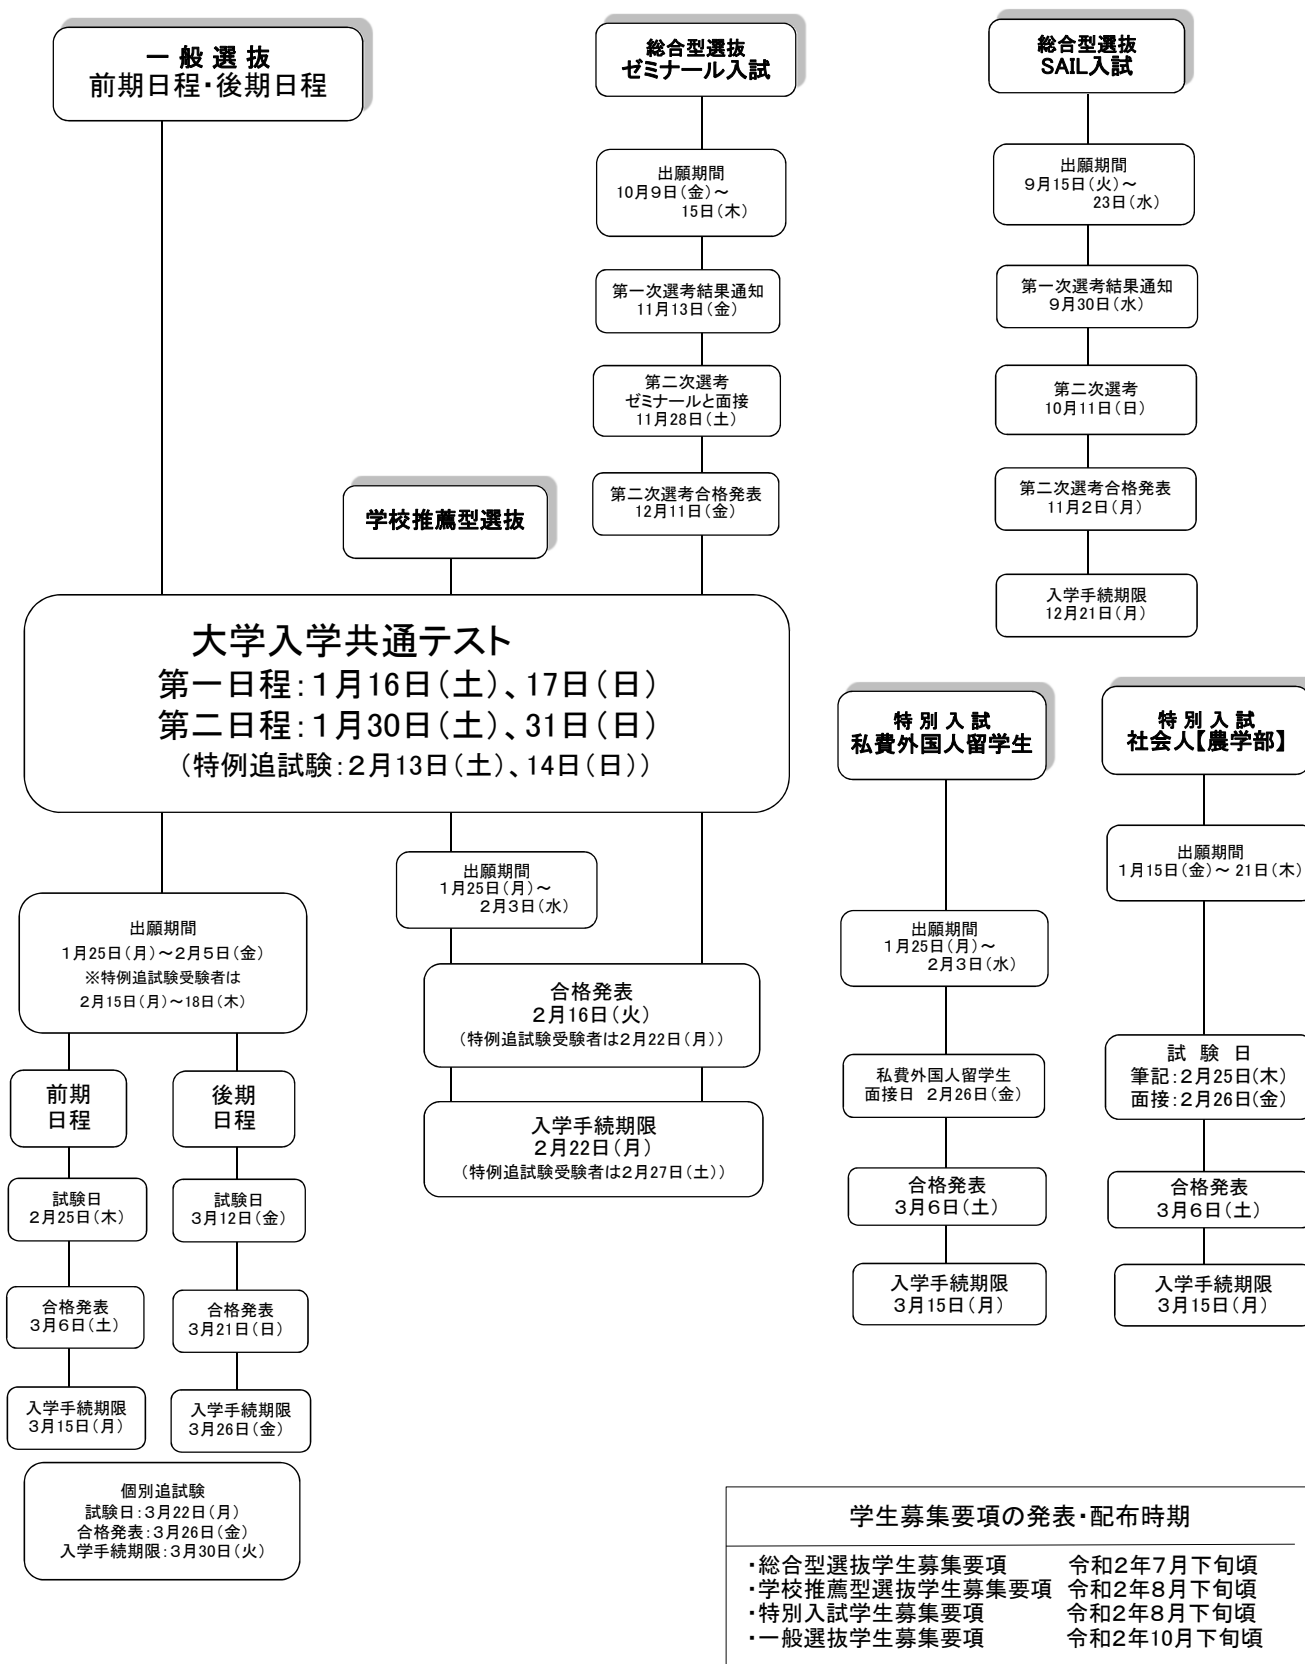 一 般 選 抜
前期日程・後期日程
総合型選抜
ゼミナール入試
出願期間
10月9日(金)～
15日(木)
第一次選考結果通知
11月13日(金)
第二次選考
ゼミナールと面接
11月28日(土)
第二次選考合格発表
12月11日(金)
総合型選抜
SAIL入試
出願期間
9月15日(火)～
23日(水)
第一次選考結果通知
9月30日(水)
第二次選考
10月11日(日)
第二次選考合格発表
11月2日(月)
入学手続期限
12月21日(月)
学校推薦型選抜
大学入学共通テスト
第一日程：1月16日(土)、17日(日)
第二日程：1月30日(土)、31日(日)
(特例追試験：2月13日(土)、14日(日))
出願期間
1月25日(月)～2月5日(金)
※特例追試験受験者は
2月15日(月)～18日(木)
前期
日程
試験日
2月25日(木)
合格発表
3月6日(土)
入学手続期限
3月15日(月)
後期
日程
試験日
3月12日(金)
合格発表
3月21日(日)
入学手続期限
3月26日(金)
個別追試験
試験日：3月22日(月)
合格発表：3月26日(金)
入学手続期限：3月30日(火)
出願期間
1月25日(月)～
2月3日(水)
合格発表
2月16日(火)
(特例追試験受験者は2月22日(月))
入学手続期限
2月22日(月)
(特例追試験受験者は2月27日(土))
特 別 入 試
私費外国人留学生
出願期間
1月25日(月)～
2月3日(水)
私費外国人留学生
面接日 2月26日(金)
合格発表
3月6日(土)
入学手続期限
3月15日(月)
特 別 入 試
社会人【農学部】
出願期間
1月15日(金)～ 21日(木)
試 験 日
筆記：2月25日(木)
面接：2月26日(金)
合格発表
3月6日(土)
入学手続期限
3月15日(月)
学生募集要項の発表・配布時期
・総合型選抜学生募集要項 令和2年7月下旬頃
・学校推薦型選抜学生募集要項 令和2年8月下旬頃
・特別入試学生募集要項 令和2年8月下旬頃
・一般選抜学生募集要項 令和2年10月下旬頃